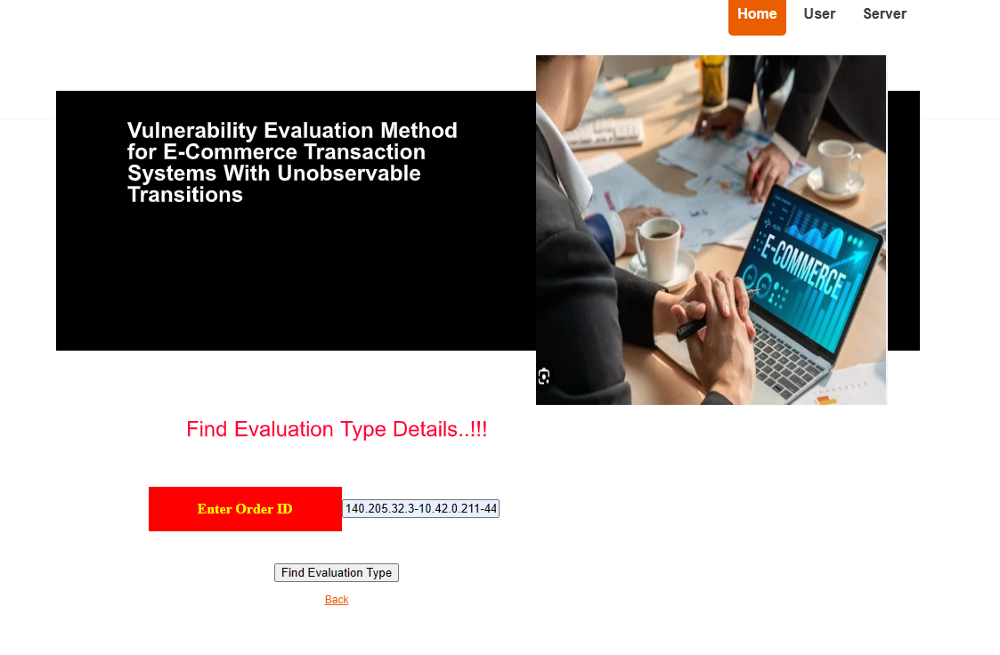 Home User Server
Vulnerability Evaluation Method
for E-Commerce Transaction
Systems With Unobservable
Transitions
E-COMMERCE
Find Evaluation Type Details..!!!
Enter Order ID 140.205.32.3-10.42.0.211-44
Find Evaluation Type
Back